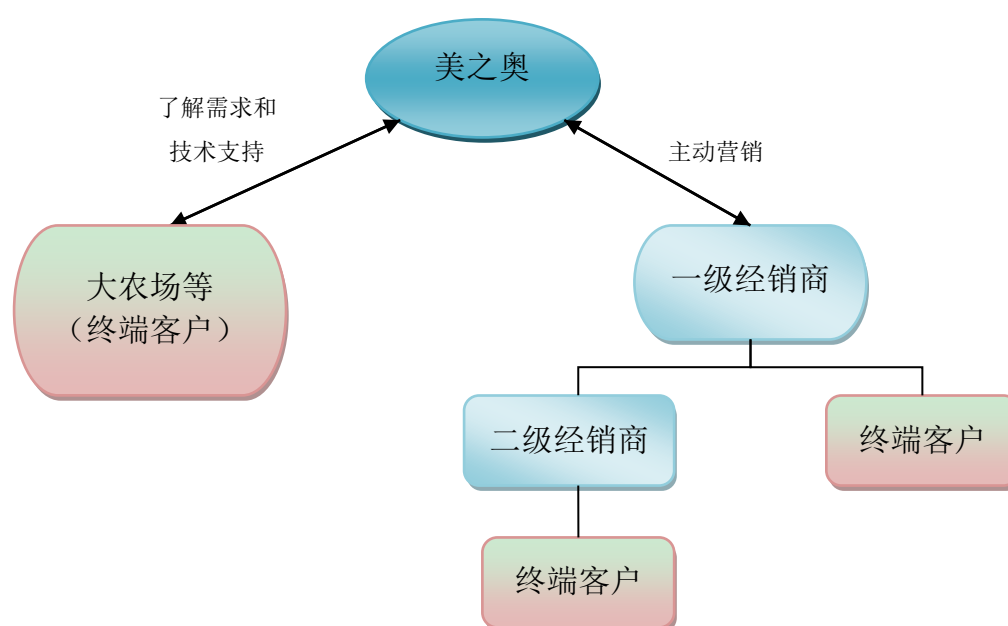 美之奥
了解需求和
技术支持
主动营销
大农场等
（终端客户）
一级经销商
二级经销商
终端客户
终端客户